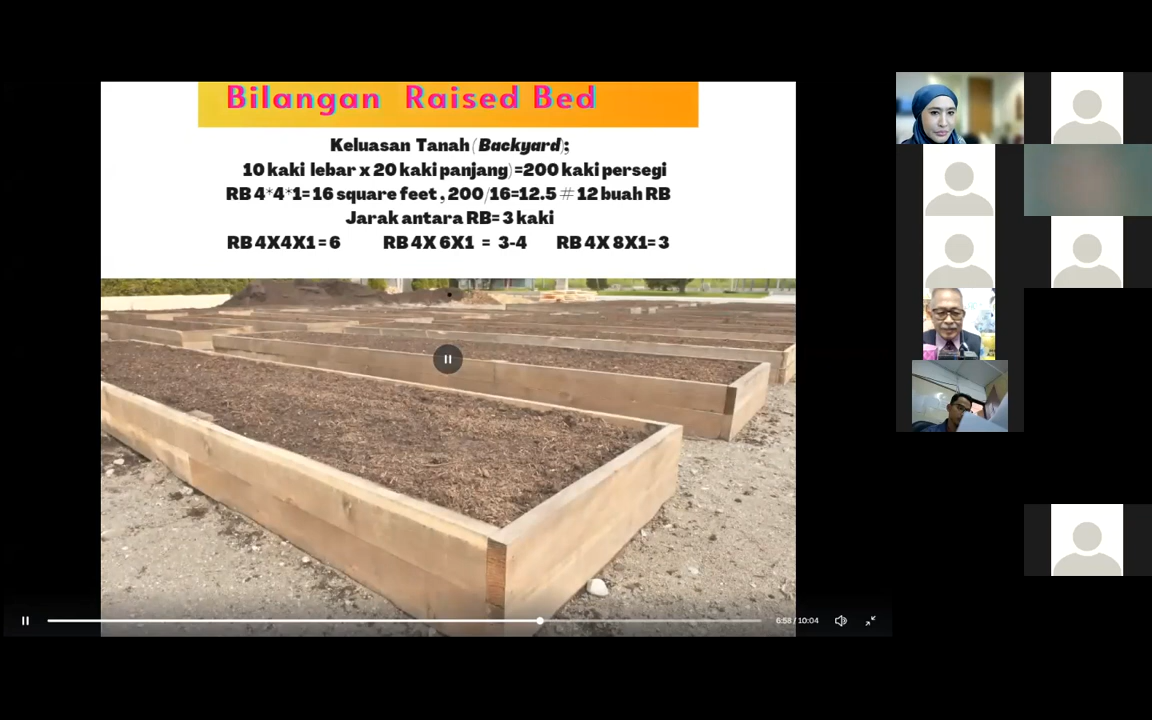 Bilangan Raised Bed
Keluasan Tanah (Backyard);
10 kaki lebar x 20 kaki panjang)=200 kaki persegi
RB 4*4*1= 16 square feet , 200/16=12.5 # 12 buah RB
Jarak antara RB= 3 kaki
RB 4X4X1 = 6 RB 4X 6X1 = 3-4 RB 4X 8X1= 3
6:58 / 10:04